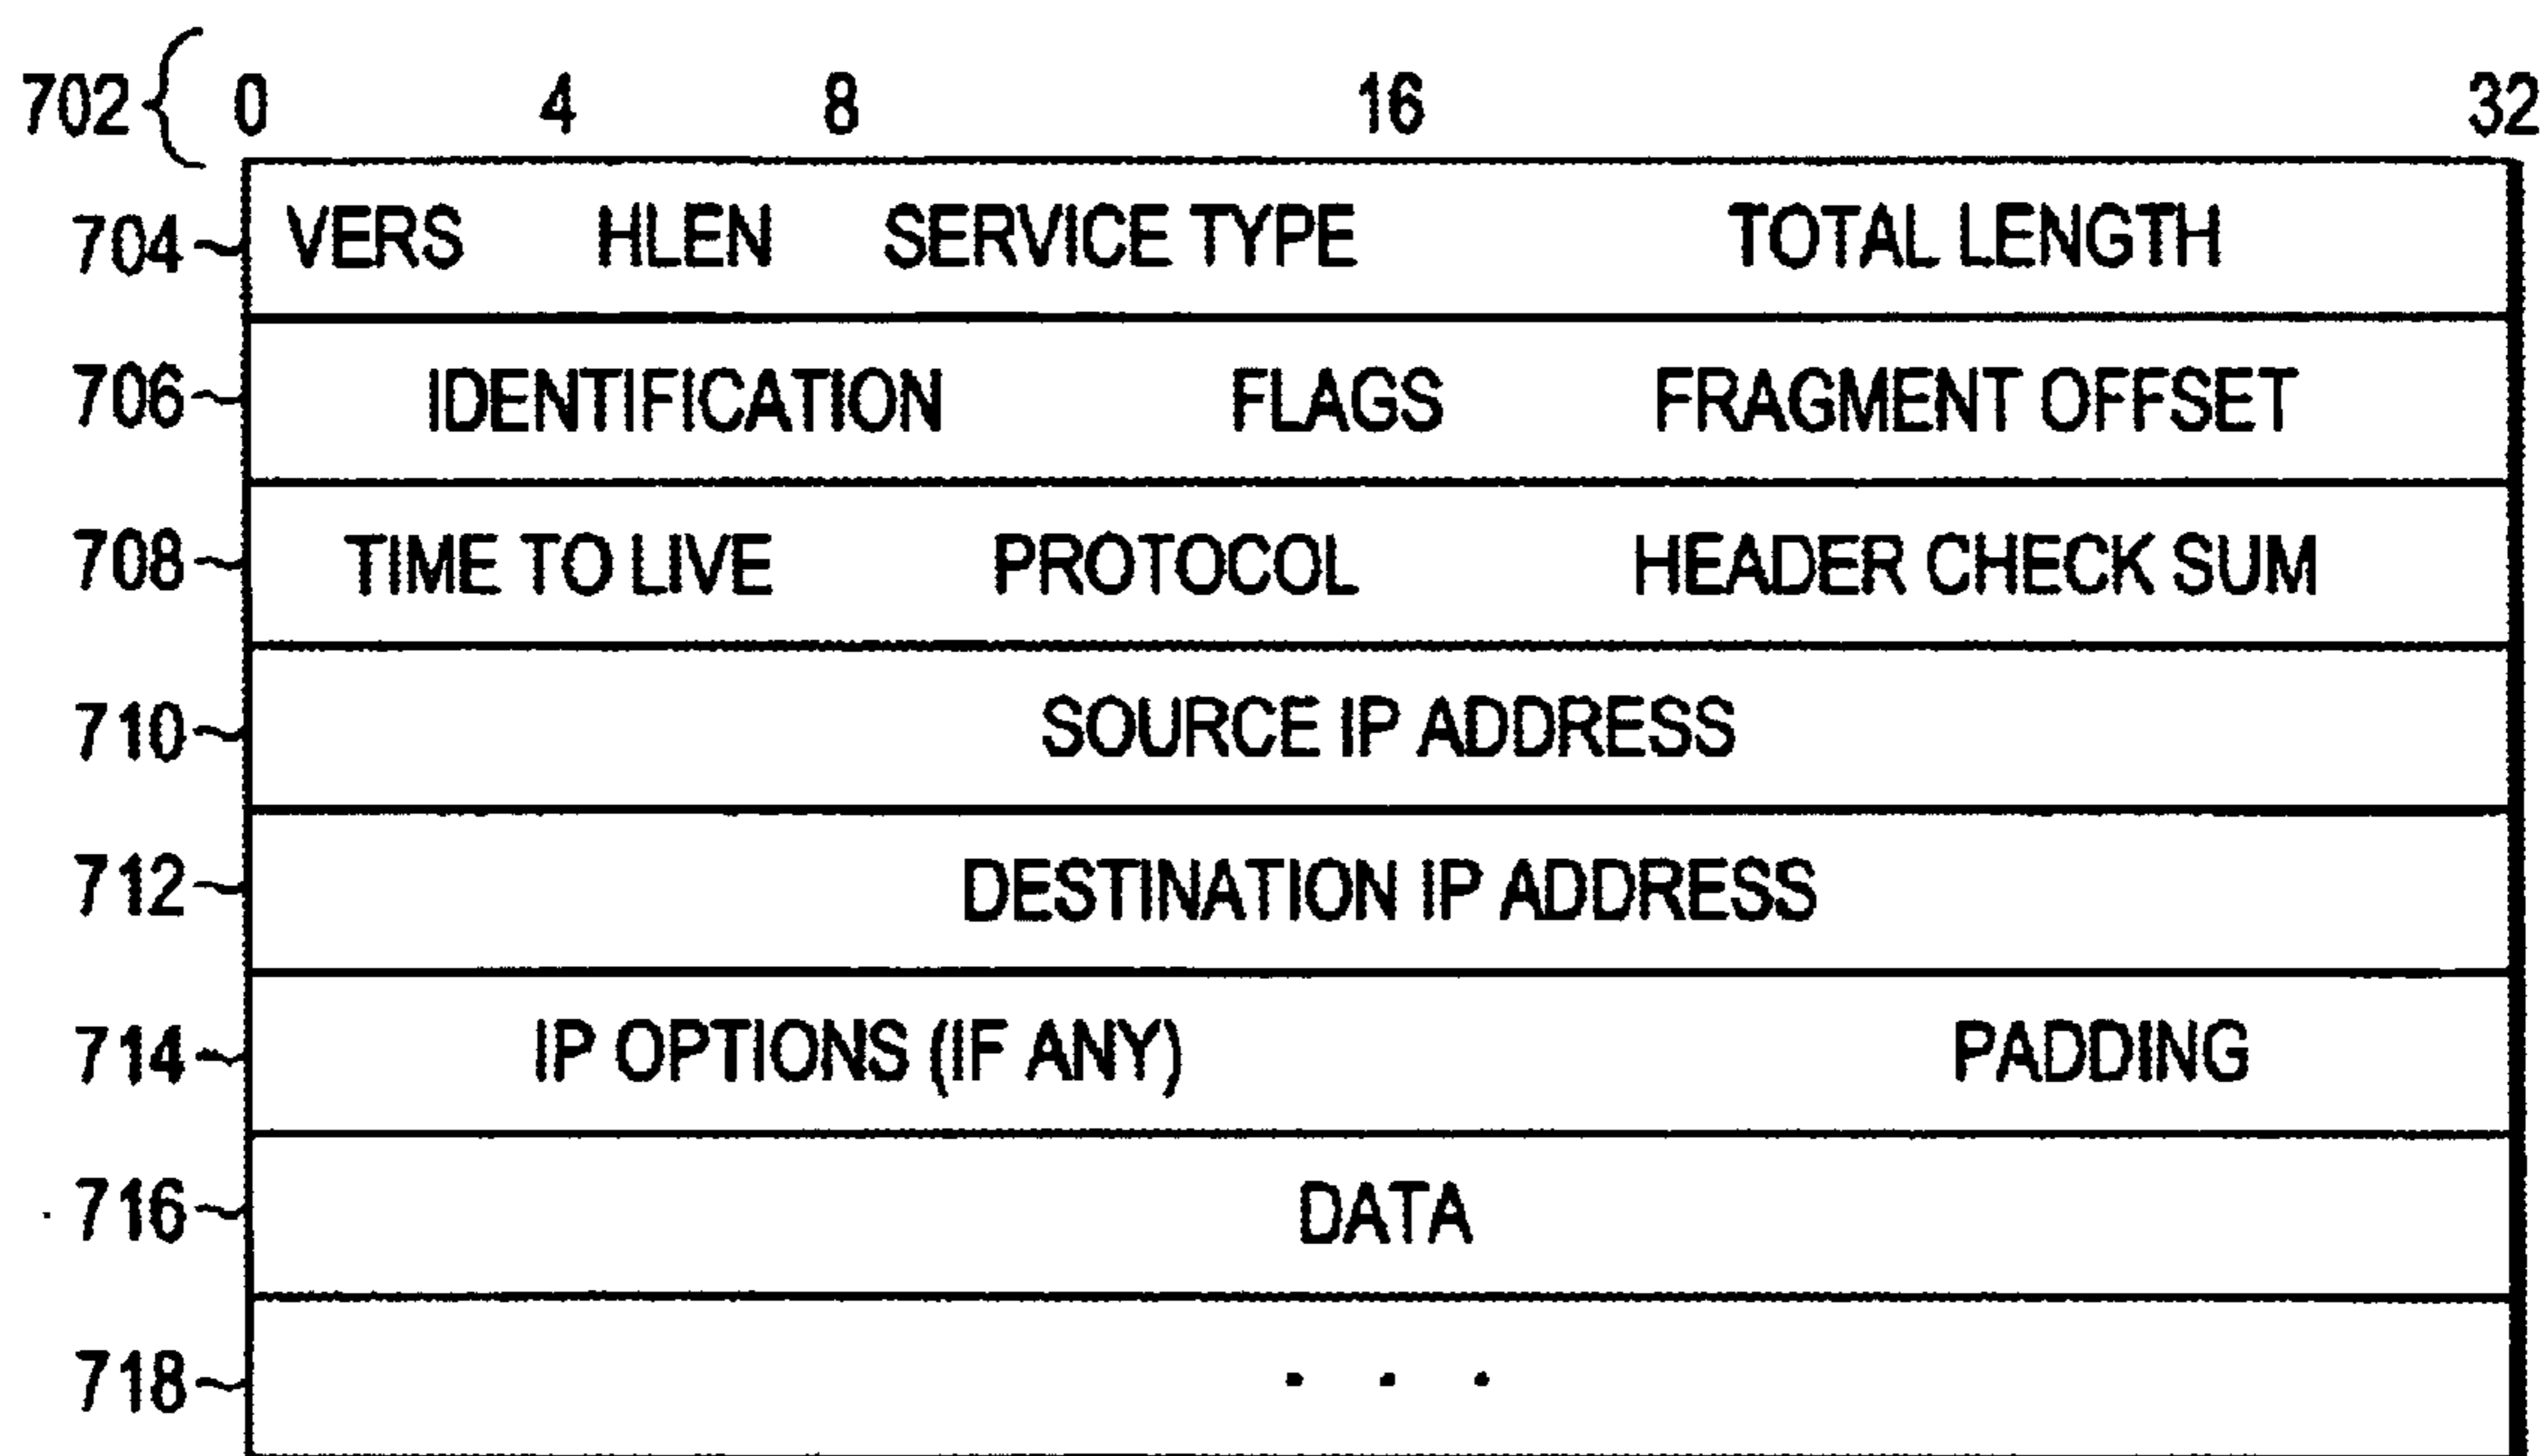 702 0 4 8 16 32
704 VERS HLEN SERVICE TYPE TOTAL LENGTH
706 IDENTIFICATION FLAGS FRAGMENT OFFSET
708 TIME TO LIVE PROTOCOL HEADER CHECK SUM
710 SOURCE IP ADDRESS
712 DESTINATION IP ADDRESS
714 IP OPTIONS (IF ANY) PADDING
716 DATA
718 . . .